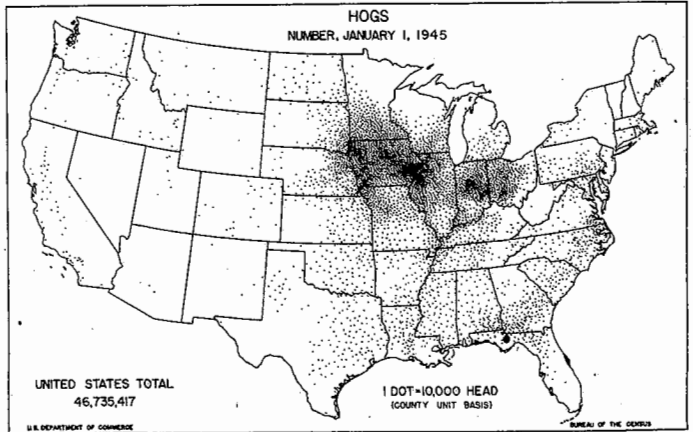 HOGS
NUMBER, JANUARY 1, 1945
UNITED STATES TOTAL
46,735,417
1 DOT=10,000 HEAD
(COUNTY UNIT BASIS)
U.S. DEPARTMENT OF COMMERCE
BUREAU OF THE CENSUS